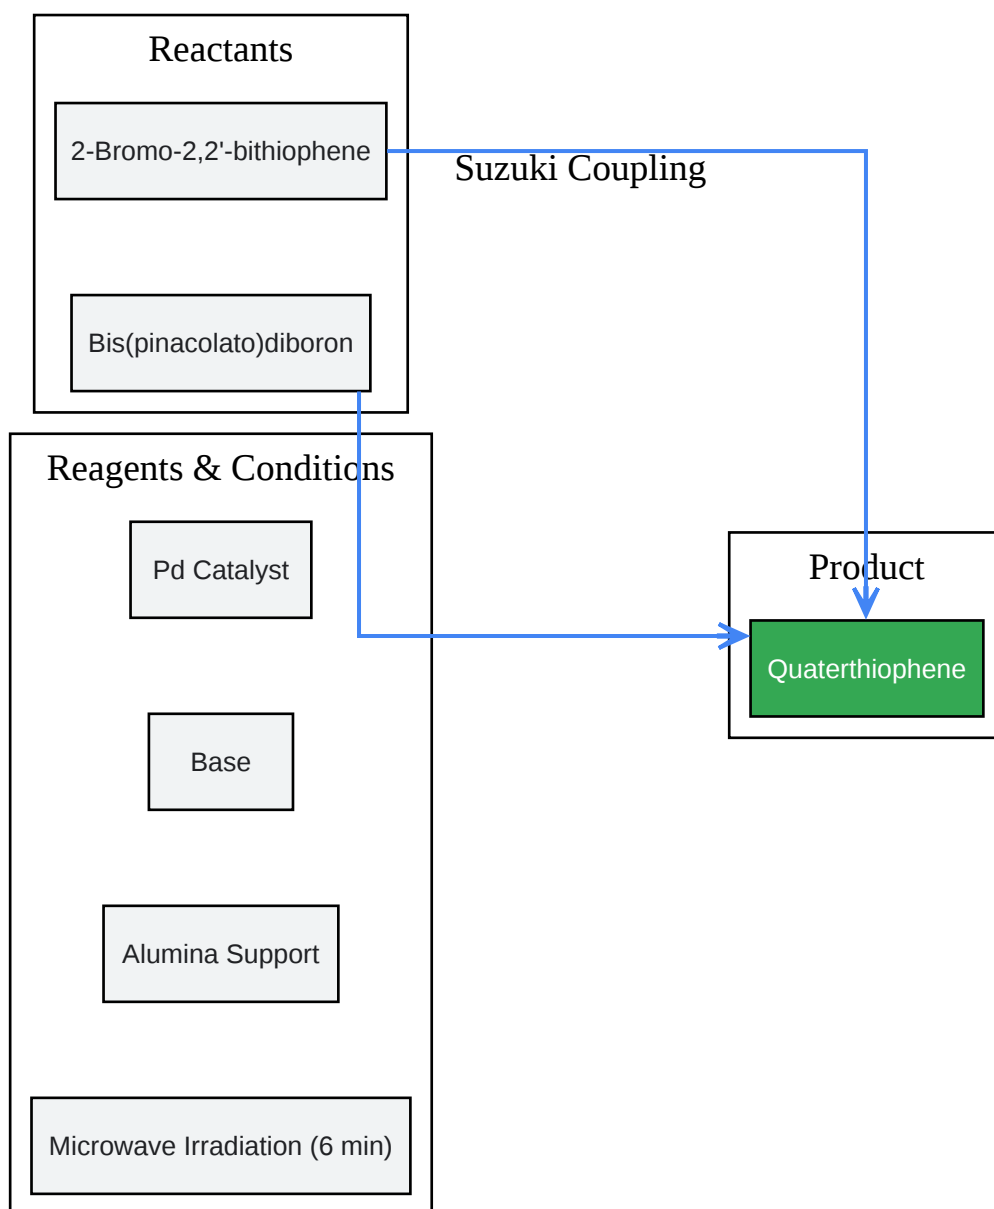 Reactants
2-Bromo-2,2'-bithiophene
Suzuki Coupling
Bis(pinacolato)diboron
Reagents & Conditions
Pd Catalyst
Product
Quaterthiophene
Base
Alumina Support
Microwave Irradiation (6 min)